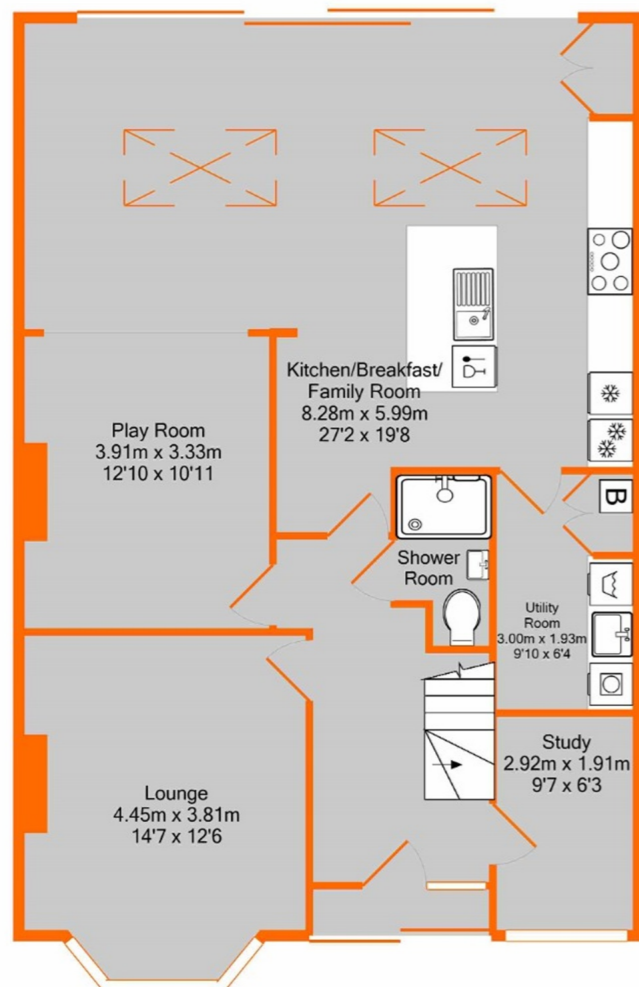 Kitchen/Breakfast/
Family Room
8.28m x 5.99m
27'2 x 19'8
Play Room
3.91m x 3.33m
12'10 x 10'11
B
Shower
Room
Utility
Room
3.00m x 1.93m
9'10 x 6'4
Study
2.92m x 1.91m
9'7 x 6'3
Lounge
4.45m x 3.81m
14'7 x 12'6